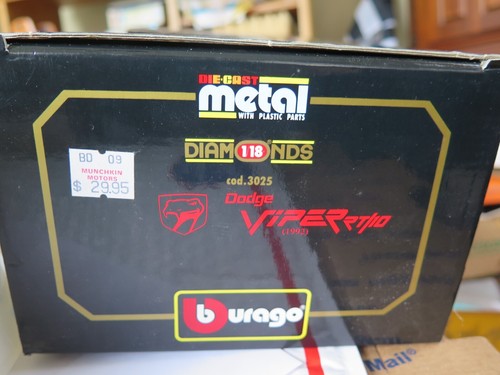 DIE-CAST
metal
WITH PLASTIC PARTS
DIAMONDS
118
cod.3025
BD 09
MUNCHKIN
MOTORS
$ 29.95
Dodge
VIPER RT/10
(1992)
burago
Mail®